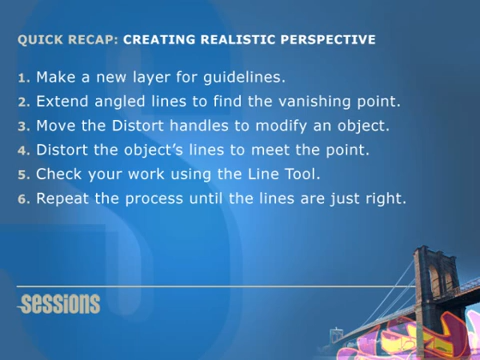 QUICK RECAP: CREATING REALISTIC PERSPECTIVE
1. Make a new layer for guidelines.
2. Extend angled lines to find the vanishing point.
3. Move the Distort handles to modify an object.
4. Distort the object's lines to meet the point.
5. Check your work using the Line Tool.
6. Repeat the process until the lines are just right.
sessions